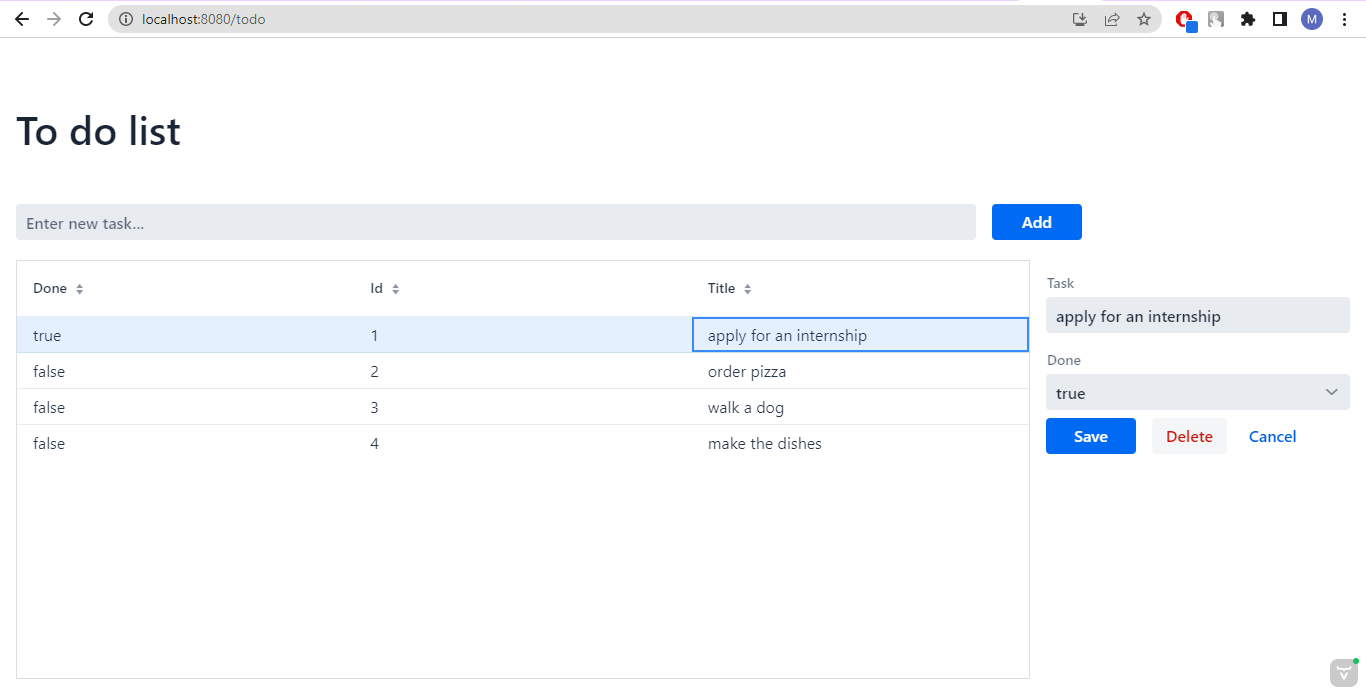 localhost:8080/todo
M
To do list
Enter new task...
Add
Done Id Title
true 1 apply for an internship
false 2 order pizza
false 3 walk a dog
false 4 make the dishes
Task
apply for an internship
Done
true
Save Delete Cancel